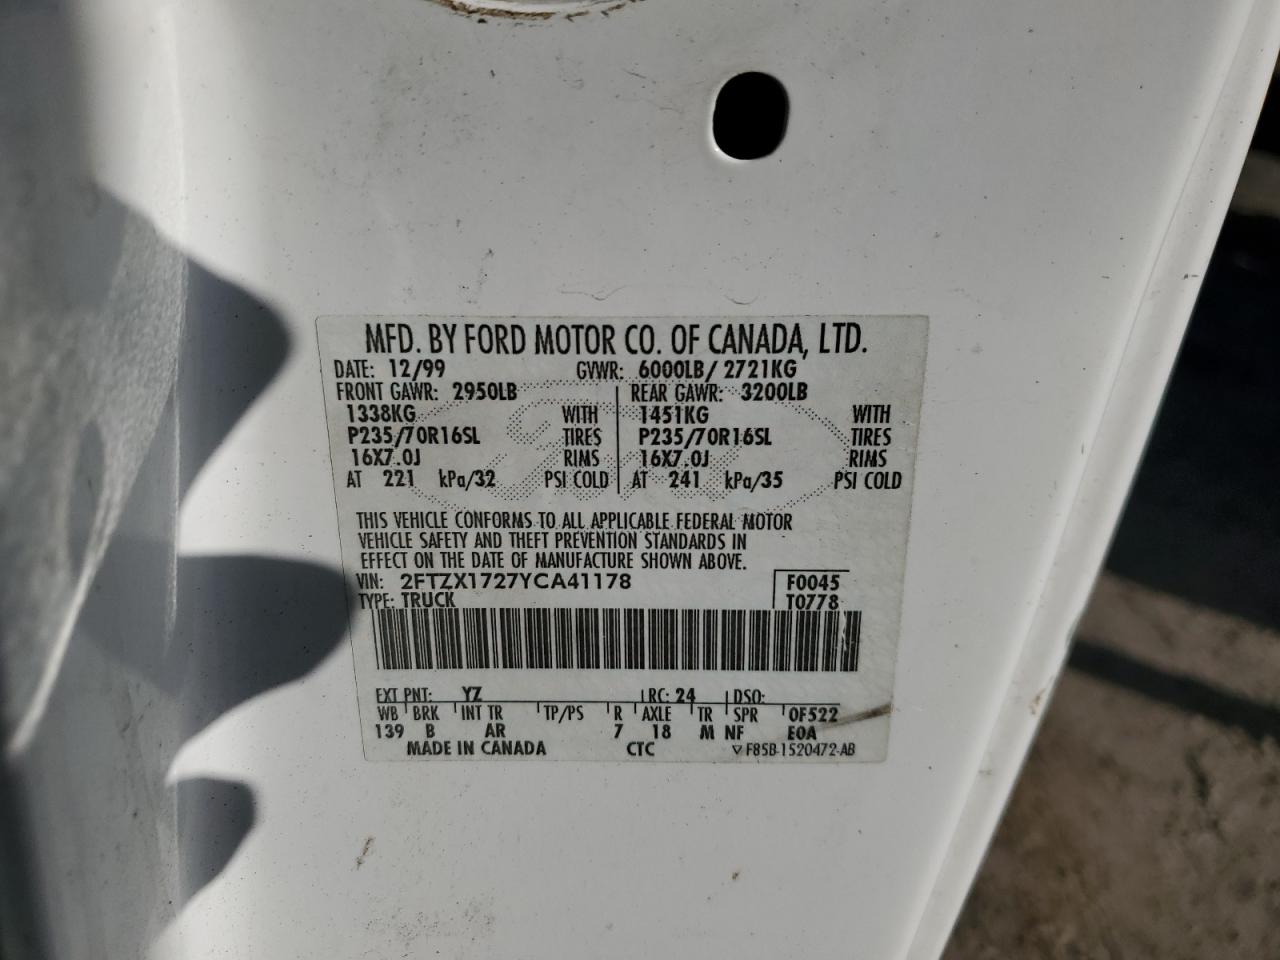 MFD. BY FORD MOTOR CO. OF CANADA, LTD.
DATE: 12/99 GVWR: 6000LB/ 2721KG
FRONT GAWR: 2950LB REAR GAWR: 3200LB
1338KG WITH 1451KG WITH
P235/70R16SL TIRES P235/70R16SL TIRES
16X7.0J RIMS 16X7.0J RIMS
AT 221 kPa/32 PSI COLD AT 241 kPa/35 PSI COLD
THIS VEHICLE CONFORMS TO ALL APPLICABLE FEDERAL MOTOR
VEHICLE SAFETY AND THEFT PREVENTION STANDARDS IN
EFFECT ON THE DATE OF MANUFACTURE SHOWN ABOVE.
VIN: 2FTZX1727YCA41178 F0045
TYPE: TRUCK T0778
EXT PNT: YZ RC: 24 DSO:
WB BRK INT TR TP/PS R AXLE TR SPR 0F522
139 B AR 7 18 M NF E0A
MADE IN CANADA CTC F85B-1520472-AB